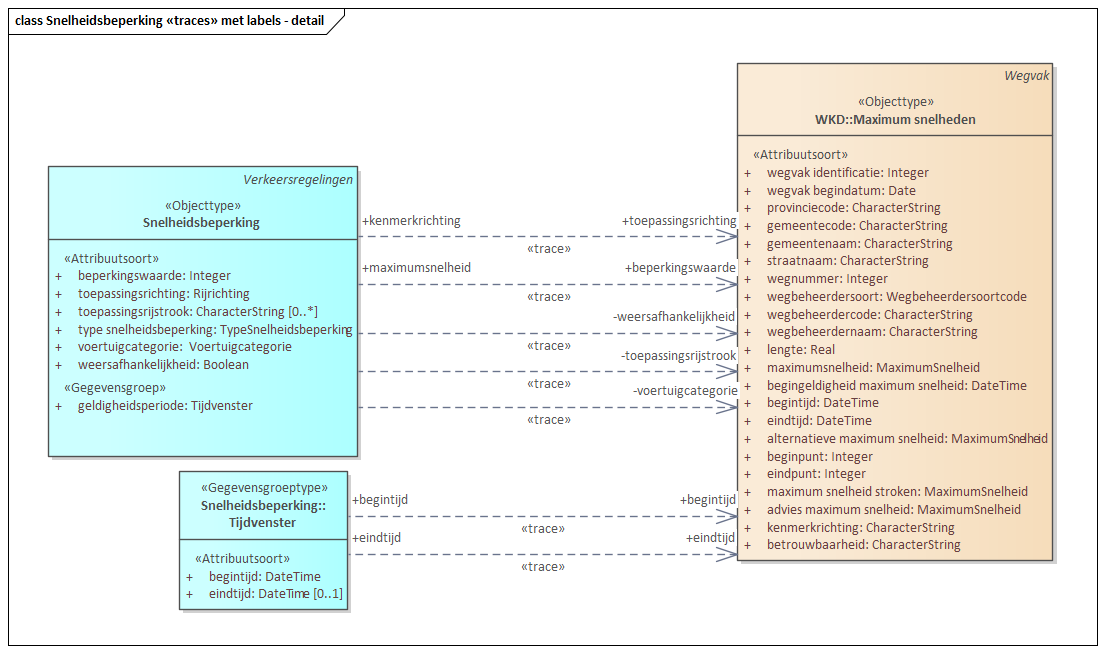 class Snelheidsbeperking «traces» met labels - detail
Verkeersregelingen
«Objecttype»
Snelheidsbeperking
«Attribuutsoort»
+ beperkingswaarde: Integer
+ toepassingsrichting: Rijrichting
+ toepassingsrijstrook: CharacterString [0..*]
+ type snelheidsbeperking: TypeSnelheidsbeperking
+ voertuigcategorie: Voertuigcategorie
+ weersafhankelijkheid: Boolean
«Gegevensgroep»
+ geldigheidsperiode: Tijdvenster
«Gegevensgroeptype»
Snelheidsbeperking::
Tijdvenster
«Attribuutsoort»
+ begintijd: DateTime
+ eindtijd: DateTime [0..1]
+kenmerkrichting +toepassingsrichting
«trace»
+maximumsnelheid +beperkingswaarde
«trace»
-weersafhankelijkheid
«trace»
-toepassingsrijstrook
«trace»
-voertuigcategorie
«trace»
+begintijd +begintijd
«trace»
+eindtijd +eindtijd
«trace»
Wegvak
«Objecttype»
WKD::Maximum snelheden
«Attribuutsoort»
+ wegvak identificatie: Integer
+ wegvak begindatum: Date
+ provinciecode: CharacterString
+ gemeentecode: CharacterString
+ gemeentenaam: CharacterString
+ straatnaam: CharacterString
+ wegnummer: Integer
+ wegbeheerdersoort: Wegbeheerdersoortcode
+ wegbeheerdercode: CharacterString
+ wegbeheerdernaam: CharacterString
+ lengte: Real
+ maximumsnelheid: MaximumSnelheid
+ begingeldigheid maximum snelheid: DateTime
+ begintijd: DateTime
+ eindtijd: DateTime
+ alternatieve maximum snelheid: MaximumSnelheid
+ beginpunt: Integer
+ eindpunt: Integer
+ maximum snelheid stroken: MaximumSnelheid
+ advies maximum snelheid: MaximumSnelheid
+ kenmerkrichting: CharacterString
+ betrouwbaarheid: CharacterString